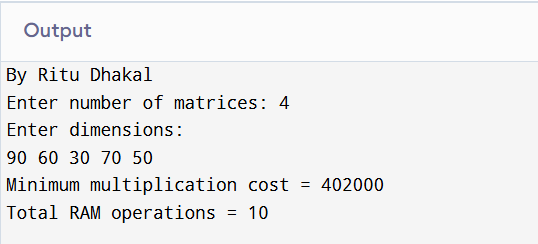 Output
By Ritu Dhakal
Enter number of matrices: 4
Enter dimensions:
90 60 30 70 50
Minimum multiplication cost = 402000
Total RAM operations = 10